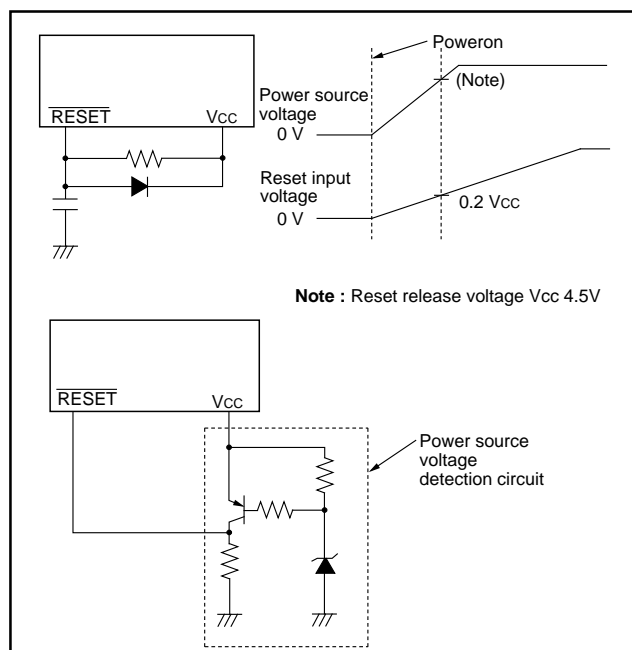 Poweron
RESET VCC
Power source
voltage
0 V
(Note)
Reset input
voltage
0 V
0.2 VCC
Note : Reset release voltage Vcc 4.5V
RESET VCC
Power source
voltage
detection circuit